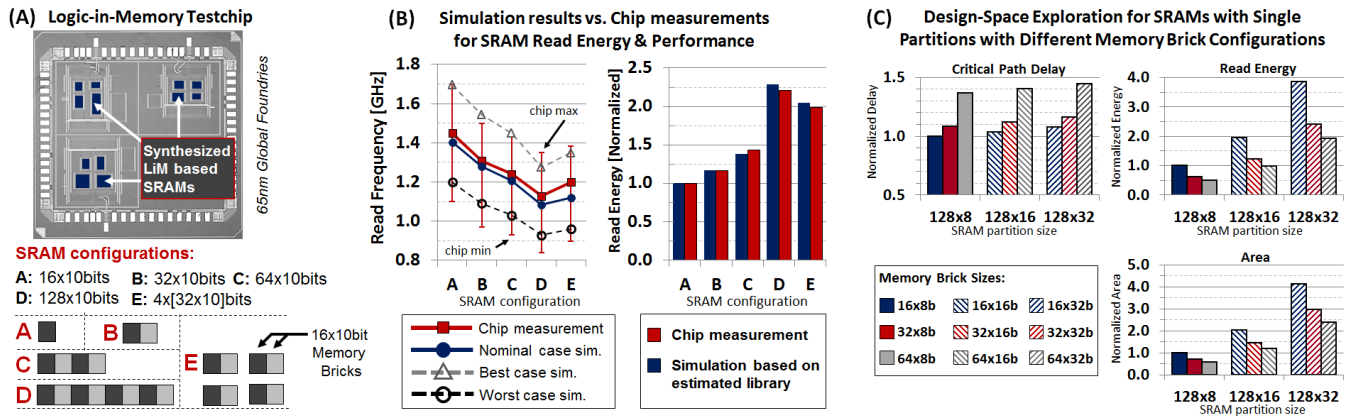 (A)
Logic-in-Memory Testchip
Synthesized
LiM based
SRAMs
65nm Global Foundries
SRAM configurations:
A: 16x10bits B: 32x10bits C: 64x10bits
D: 128x10bits E: 4x[32x10]bits
A
B
C
D
E
16x10bit
Memory
Bricks
(B)
Simulation results vs. Chip measurements
for SRAM Read Energy & Performance
Read Frequency [GHz]
1.8
1.6
1.4
1.2
1.0
0.8
chip max
chip min
A B C D E
SRAM configuration
Chip measurement
Nominal case sim.
Best case sim.
Worst case sim.
Read Energy [Normalized]
2.5
2.0
1.5
1.0
0.5
0.0
A B C D E
SRAM configuration
Chip measurement
Simulation based on
estimated library
(C)
Design-Space Exploration for SRAMs with Single
Partitions with Different Memory Brick Configurations
Critical Path Delay
Normalized Delay
1.5
1.0
0.5
128x8 128x16 128x32
SRAM partition size
Read Energy
Normalized Energy
4.0
3.0
2.0
1.0
0.0
128x8 128x16 128x32
SRAM partition size
Memory Brick Sizes:
16x8b 16x16b 16x32b
32x8b 32x16b 32x32b
64x8b 64x16b 64x32b
Area
Normalized Area
5.0
4.0
3.0
2.0
1.0
0.0
128x8 128x16 128x32
SRAM partition size